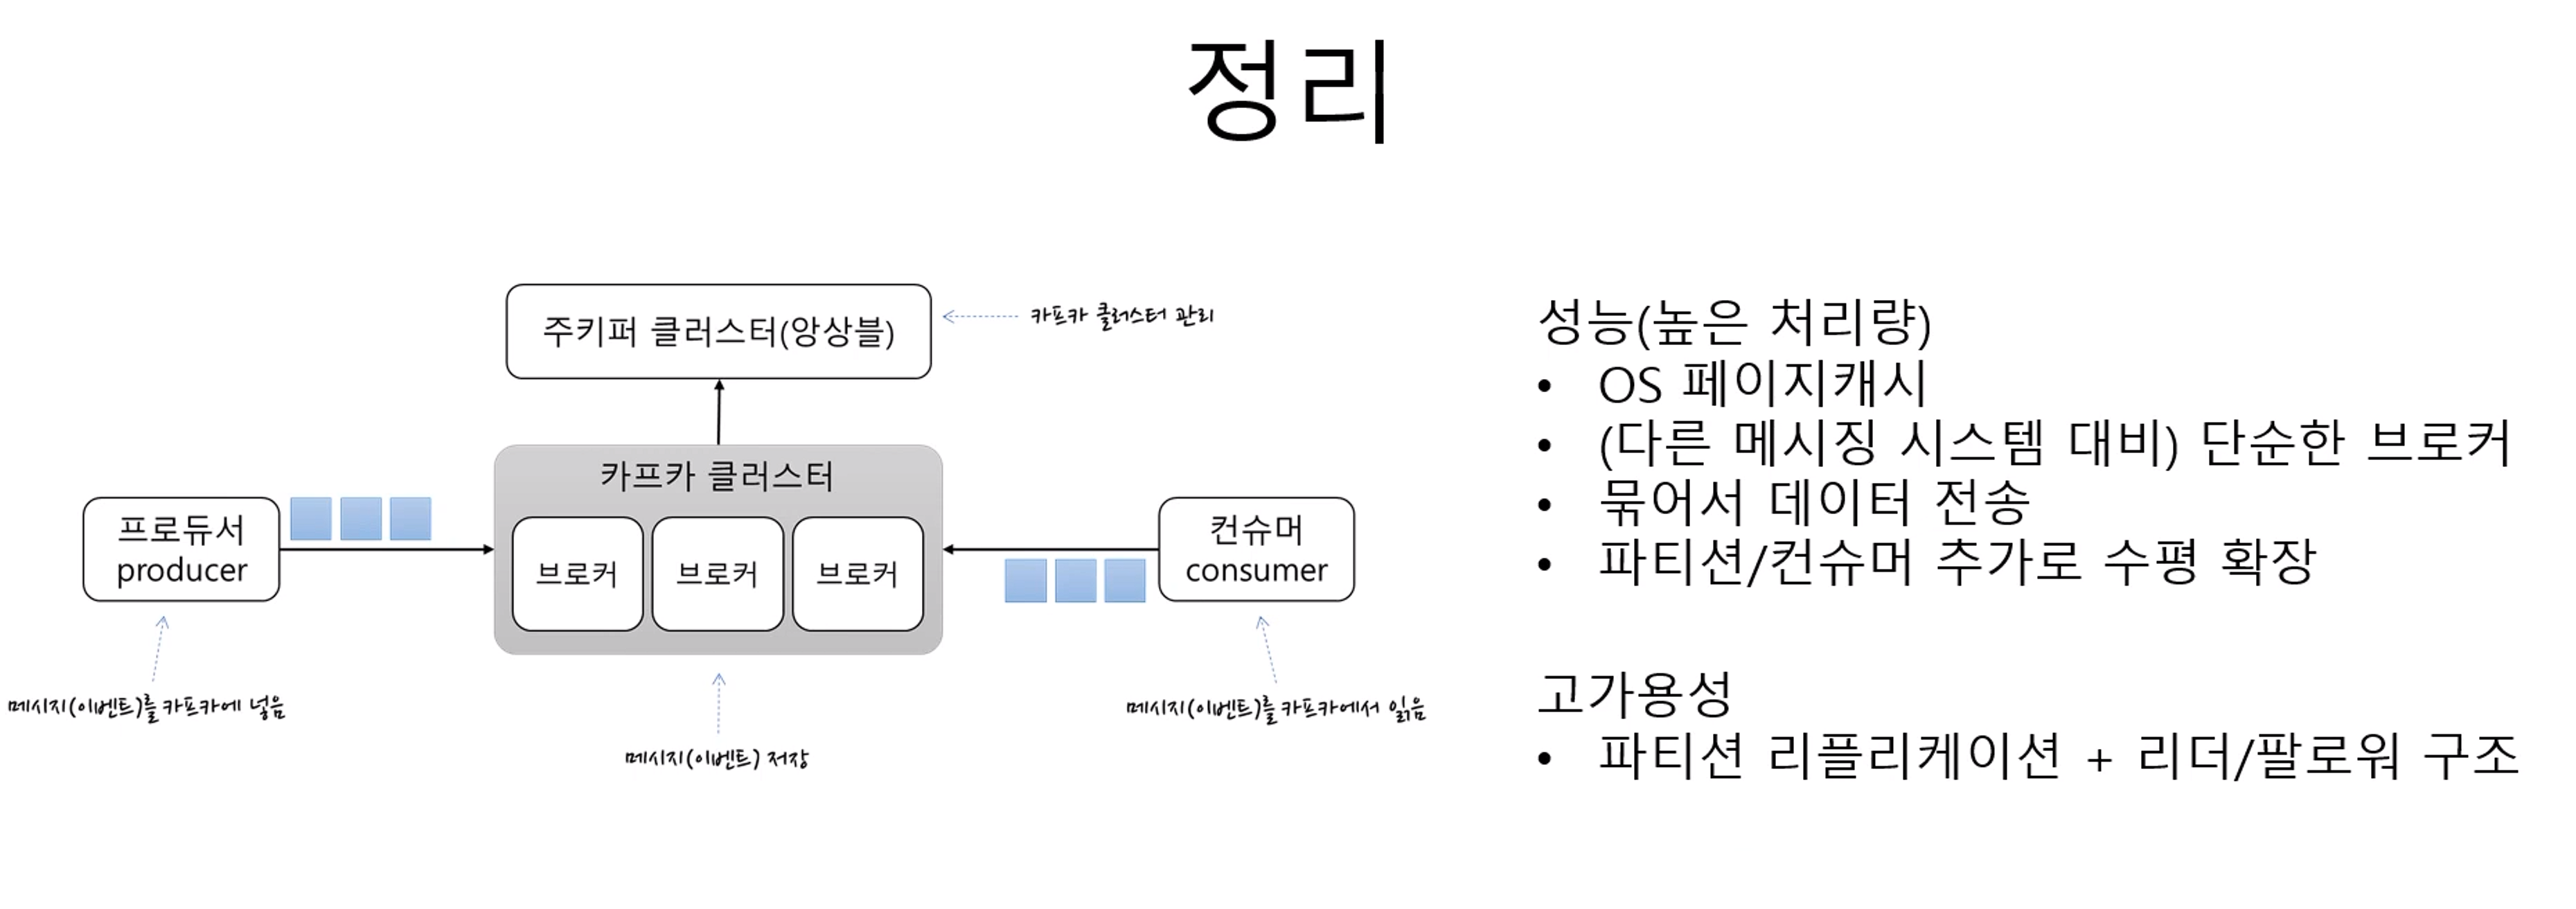 정리
주키퍼 클러스터(앙상블)
카프카 클러스터 관리
카프카 클러스터
프로듀서
producer
브로커
브로커
브로커
컨슈머
consumer
메시지(이벤트)를 카프카에 넣음
메시지(이벤트) 저장
메시지(이벤트)를 카프카에서 읽음
성능(높은 처리량)
• OS 페이지캐시
• (다른 메시징 시스템 대비) 단순한 브로커
• 묶어서 데이터 전송
• 파티션/컨슈머 추가로 수평 확장
고가용성
• 파티션 리플리케이션 + 리더/팔로워 구조